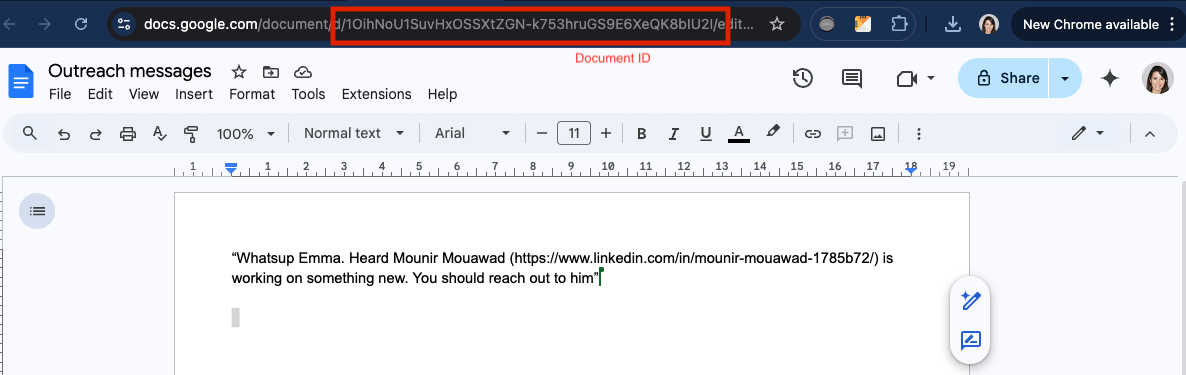 docs.google.com/document/d/1OihNoU1SuvHxOSSXtZGN-k753hruGS9E6XeQK8bIU2I/edit...
New Chrome available
Document ID
Outreach messages
File Edit View Insert Format Tools Extensions Help
Share
100% Normal text Arial 11 B I U A
1 1 2 3 4 5 6 7 8 9 10 11 12 13 14 15 16 17 18 19
“Whatsup Emma. Heard Mounir Mouawad (https://www.linkedin.com/in/mounir-mouawad-1785b72/) is
working on something new. You should reach out to him”